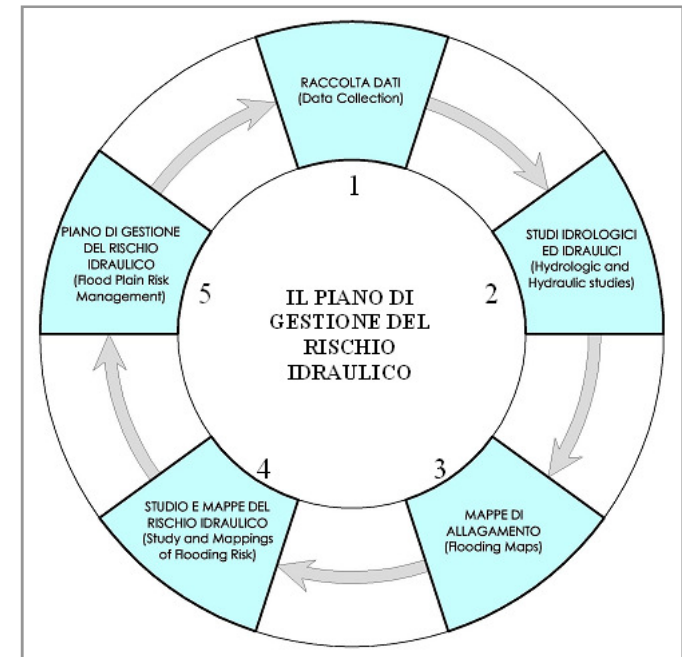 RACCOLTA DATI
(Data Collection)
1
STUDI IDROLOGICI
ED IDRAULICI
(Hydrologic and
Hydraulic studies)
2
MAPPE DI
ALLAGAMENTO
(Flooding Maps)
3
STUDIO E MAPPE DEL
RISCHIO IDRAULICO
(Study and Mappings
of Flooding Risk)
4
PIANO DI GESTIONE
DEL RISCHIO
IDRAULICO
(Flood Plain Risk
Management)
5
IL PIANO DI
GESTIONE DEL
RISCHIO
IDRAULICO